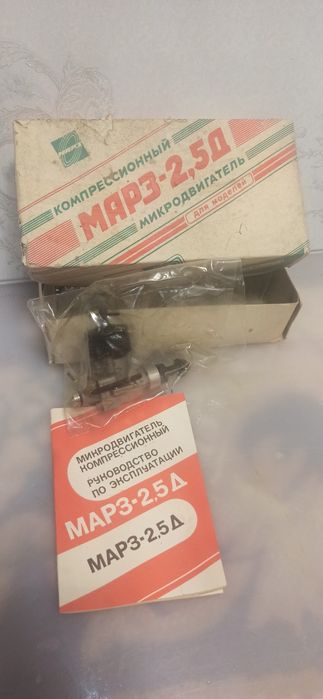 КОМПРЕССИОННЫЙ
МАРЗ-2,5Д
МИКРОДВИГАТЕЛЬ
для моделей
МИКРОДВИГАТЕЛЬ
КОМПРЕССИОННЫЙ
РУКОВОДСТВО
ПО ЭКСПЛУАТАЦИИ
МАРЗ-2,5Д
МАРЗ-2,5Д